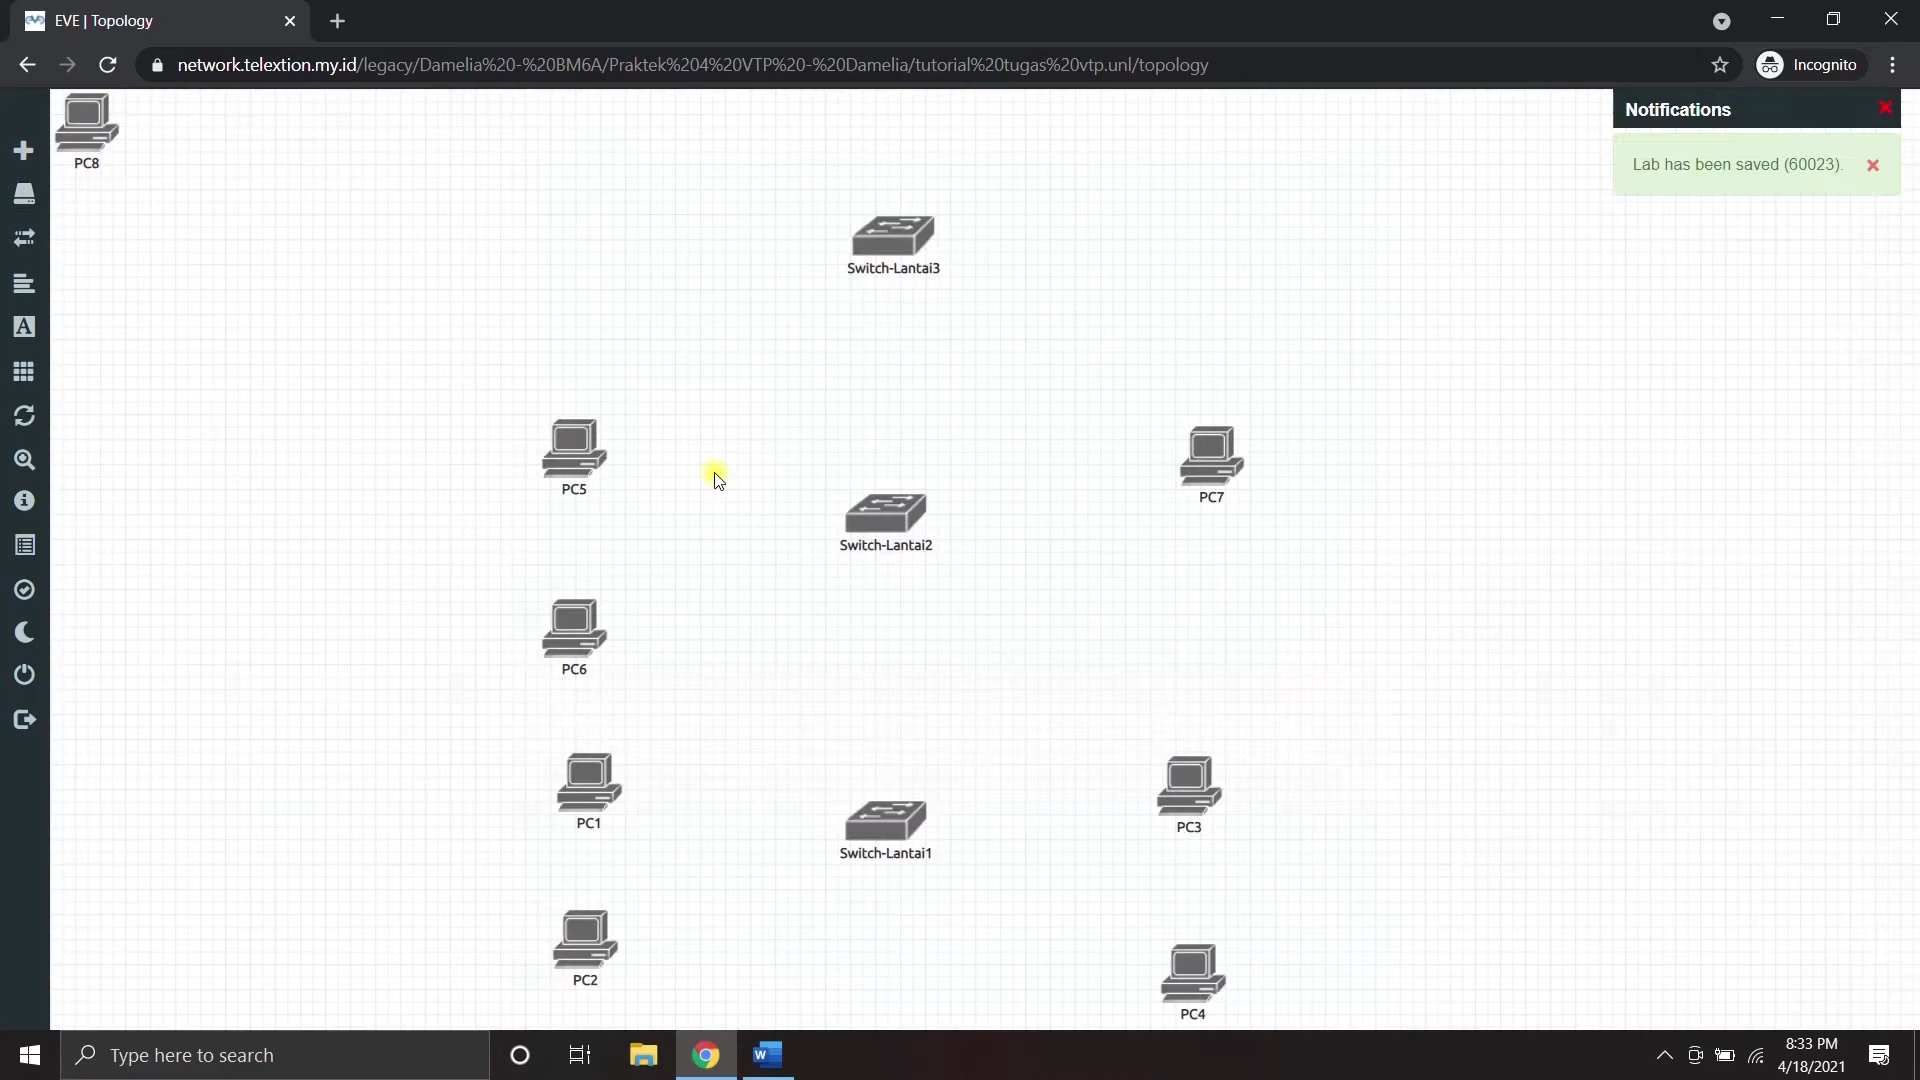 EVE | Topology
network.telextion.my.id/legacy/Damelia%20-%20BM6A/Praktek%204%20VTP%20-%20Damelia/tutorial%20tugas%20vtp.unl/topology
Incognito
Notifications
Lab has been saved (60023).
PC8
Switch-Lantai3
PC5
PC7
Switch-Lantai2
PC6
PC1
PC3
Switch-Lantai1
PC2
PC4
Type here to search
8:33 PM
4/18/2021